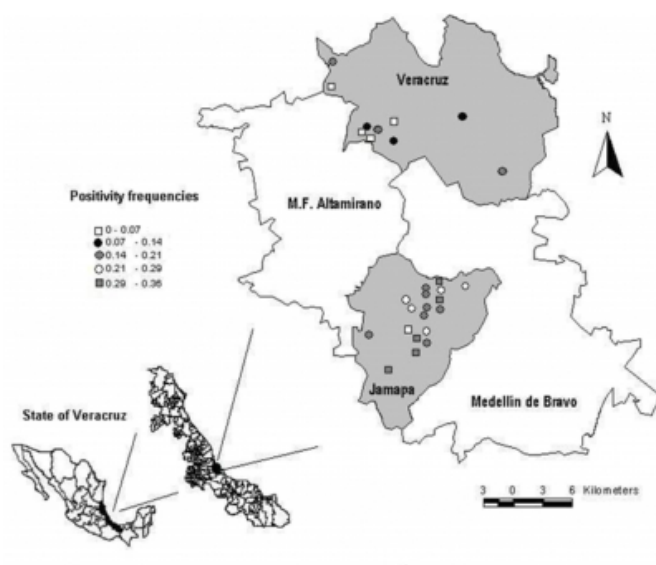 Veracruz
N
Positivity frequencies
M.F. Altamirano
0 - 0.07
0.07 - 0.14
0.14 - 0.21
0.21 - 0.29
0.29 - 0.36
Jamapa
Medellin de Bravo
State of Veracruz
3 0 3 6 Kilometers